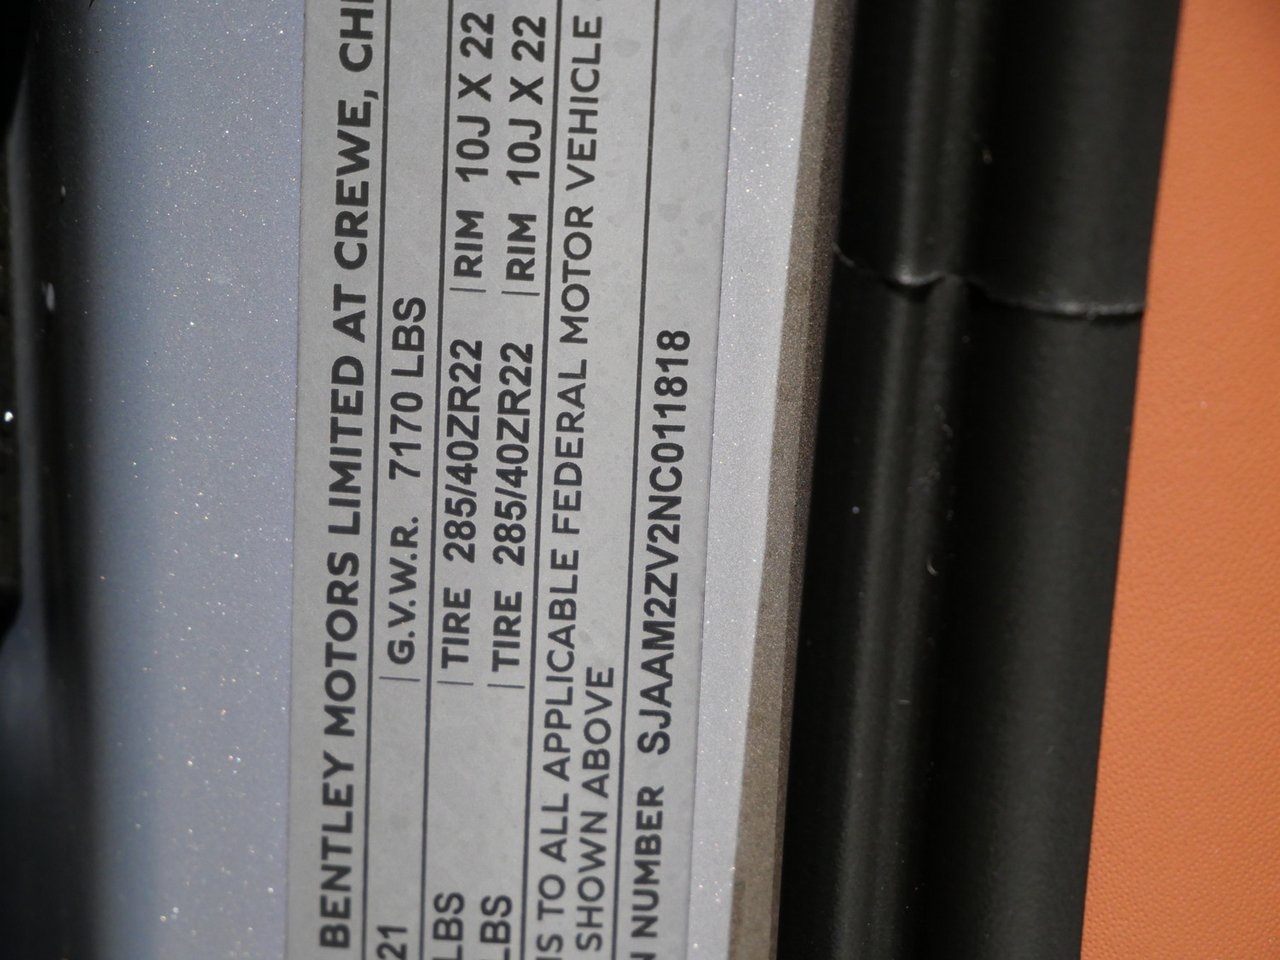 BENTLEY MOTORS LIMITED AT CREWE,
21 G.V.W.R. 7170 LBS
LBS TIRE 285/40ZR22 RIM 10J X 22
LBS TIRE 285/40ZR22 RIM 10J X 22
IS TO ALL APPLICABLE FEDERAL MOTOR VEHICLE
SHOWN ABOVE
N NUMBER SJAAM2ZV2NC011818